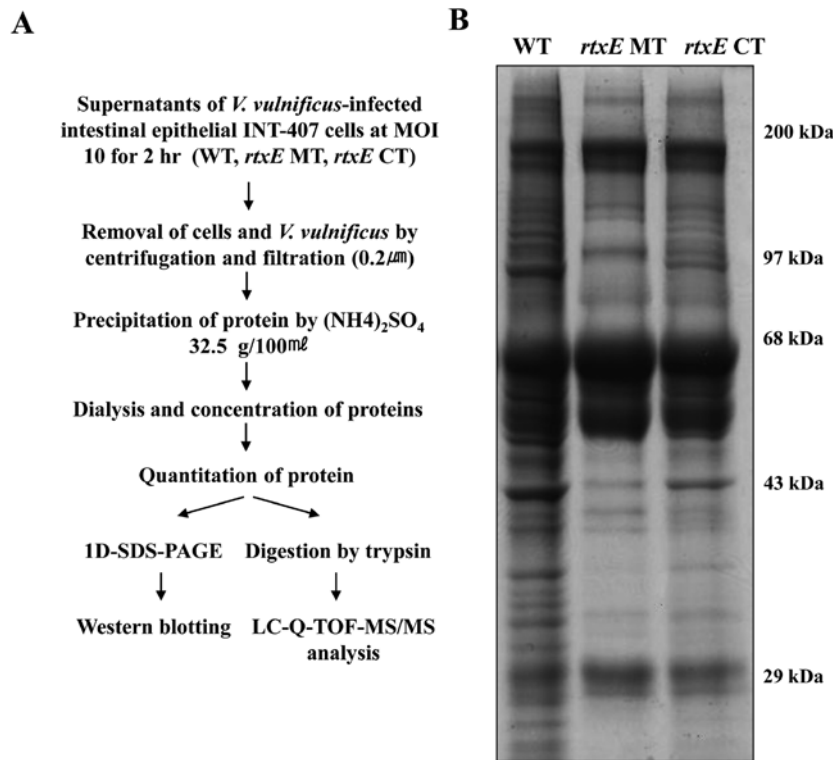 A
Supernatants of V. vulnificus-infected
intestinal epithelial INT-407 cells at MOI
10 for 2 hr (WT, rtxE MT, rtxE CT)
Removal of cells and V. vulnificus by
centrifugation and filtration (0.2㎛)
Precipitation of protein by (NH4)₂SO₄
32.5 g/100㎖
Dialysis and concentration of proteins
Quantitation of protein
1D-SDS-PAGE
Digestion by trypsin
Western blotting
LC-Q-TOF-MS/MS
analysis
B
WT rtxE MT rtxE CT
200 kDa
97 kDa
68 kDa
43 kDa
29 kDa